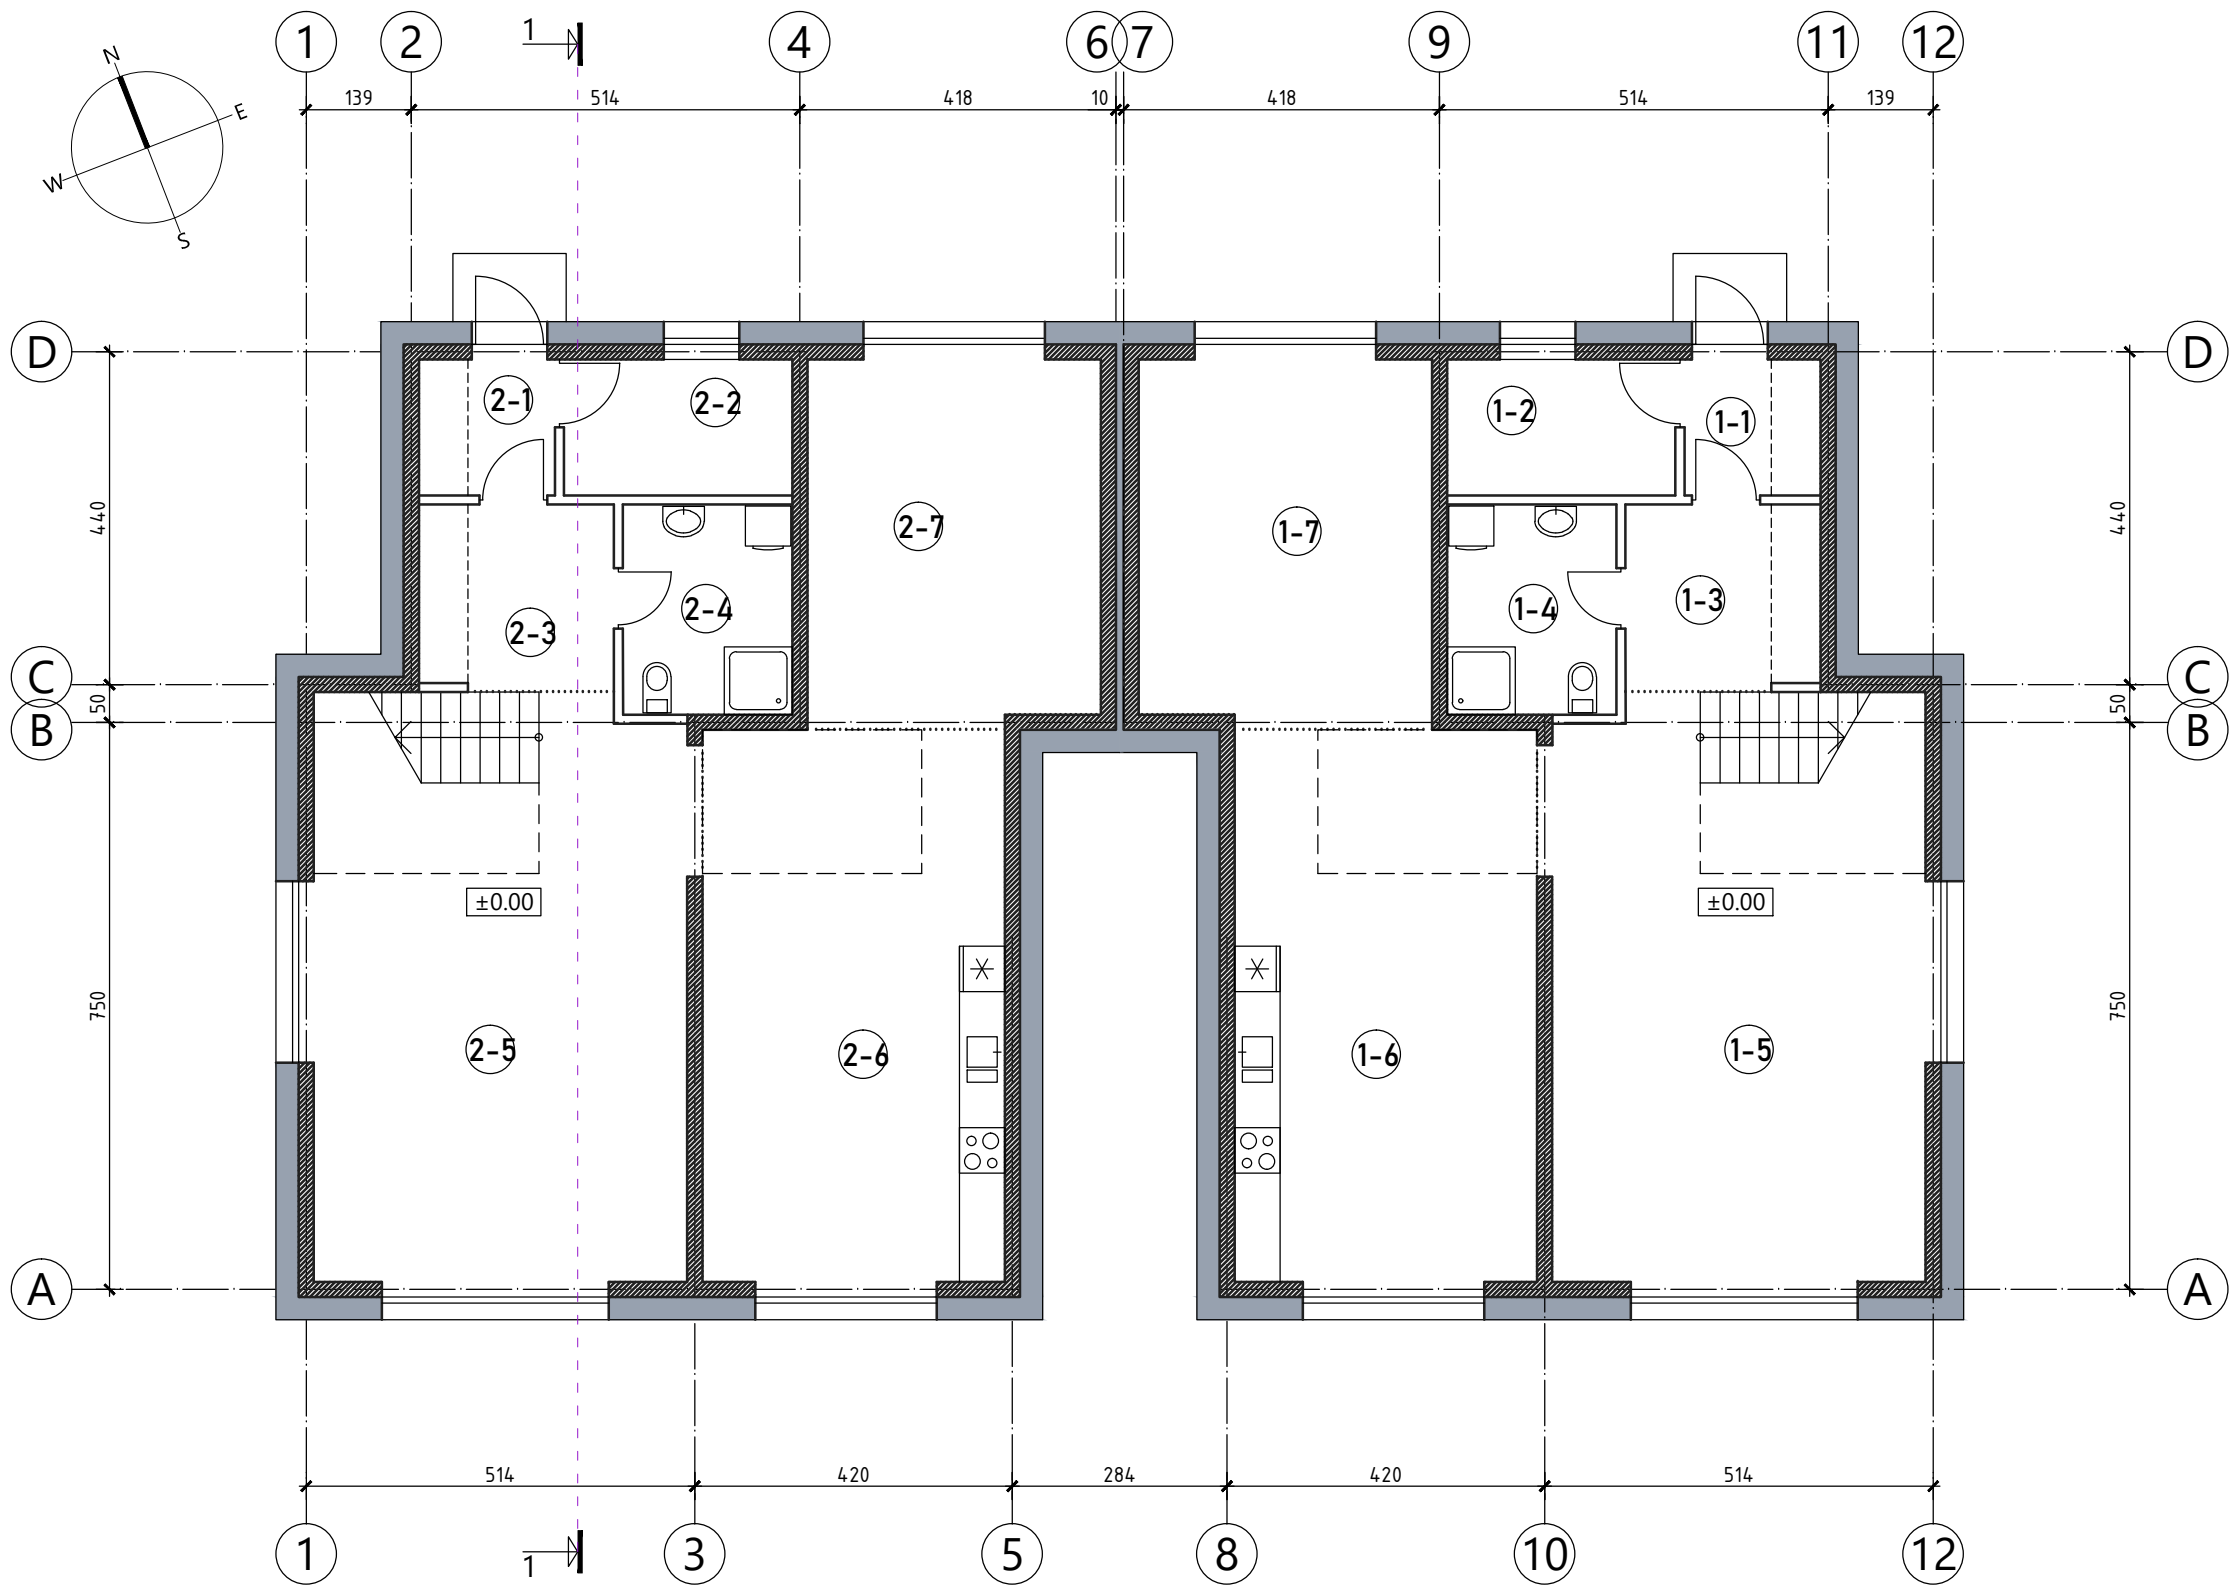 1 2 1 4 6 7 9 11 12
N
E
W
S
139 514 418 10 418 514 139
D D
2-1 2-2 1-2 1-1
440 2-7 1-7 440
2-3 2-4 1-4 1-3
C C
50 50
B B
±0.00 ±0.00
750 750
2-5 2-6 1-6 1-5
A A
514 420 284 420 514
1 1 3 5 8 10 12